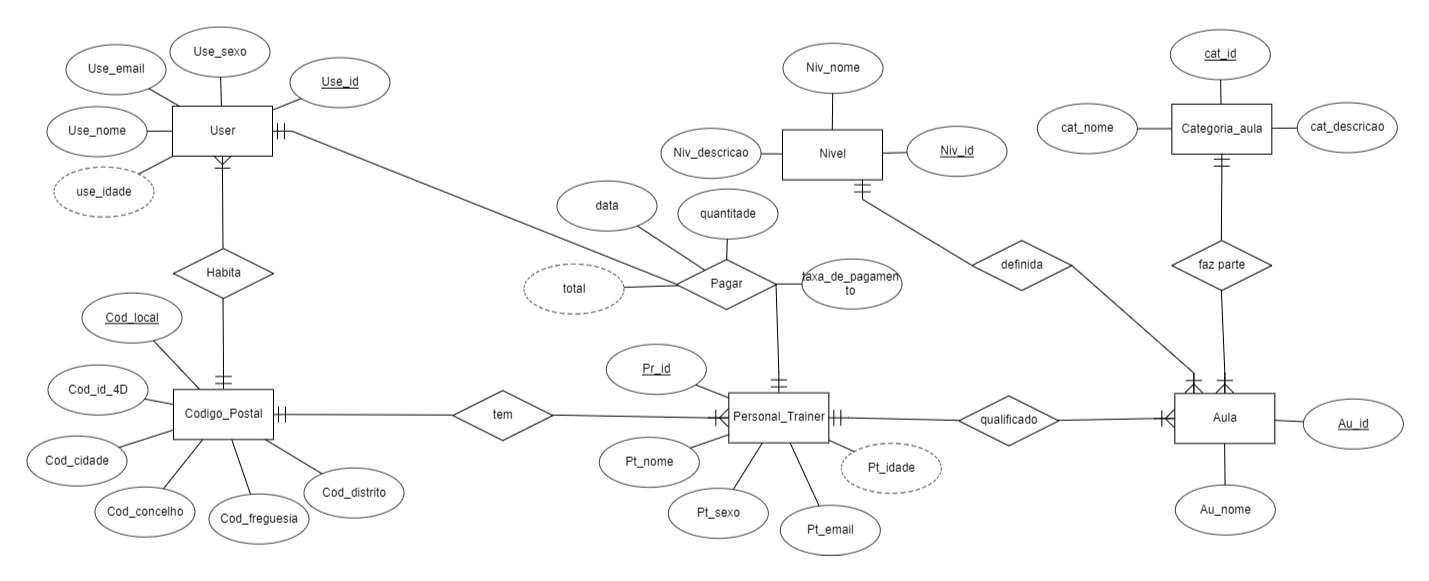 Use_sexo
Use_email
Use_id
Use_nome
User
use_idade
Habita
Cod_local
Cod_id_4D
Codigo_Postal
Cod_cidade
Cod_concelho
Cod_freguesia
Cod_distrito
tem
data
quantitade
total
Pagar
taxa_de_pagamen
to
Pr_id
Personal_Trainer
Pt_nome
Pt_sexo
Pt_email
Pt_idade
Niv_nome
Niv_descricao
Nivel
Niv_id
definida
qualificado
cat_id
cat_nome
Categoria_aula
cat_descricao
faz parte
Aula
Au_id
Au_nome